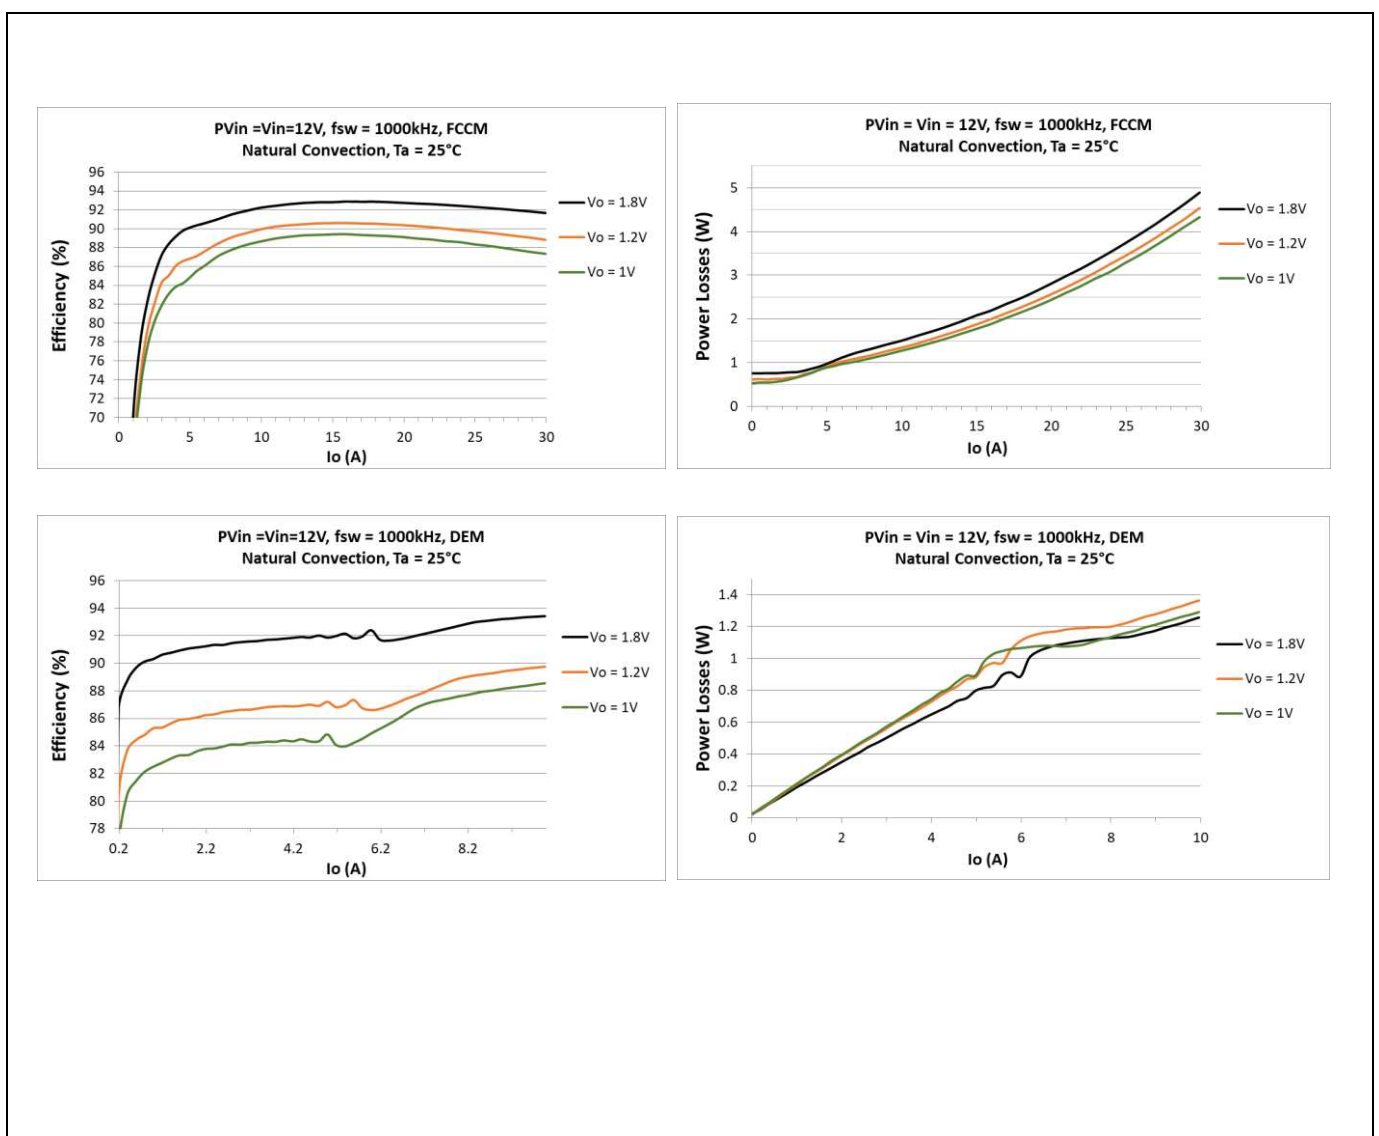 PVin =Vin=12V, fsw = 1000kHz, FCCM
Natural Convection, Ta = 25°C
Efficiency (%)
96
94
92
90
88
86
84
82
80
78
76
74
72
70
0 5 10 15 20 25 30
Io (A)
Vo = 1.8V
Vo = 1.2V
Vo = 1V
PVin = Vin = 12V, fsw = 1000kHz, FCCM
Natural Convection, Ta = 25°C
Power Losses (W)
5
4
3
2
1
0
0 5 10 15 20 25 30
Io (A)
Vo = 1.8V
Vo = 1.2V
Vo = 1V
PVin =Vin=12V, fsw = 1000kHz, DEM
Natural Convection, Ta = 25°C
Efficiency (%)
96
94
92
90
88
86
84
82
80
78
0.2 2.2 4.2 6.2 8.2
Io (A)
Vo = 1.8V
Vo = 1.2V
Vo = 1V
PVin = Vin = 12V, fsw = 1000kHz, DEM
Natural Convection, Ta = 25°C
Power Losses (W)
1.4
1.2
1
0.8
0.6
0.4
0.2
0
0 2 4 6 8 10
Io (A)
Vo = 1.8V
Vo = 1.2V
Vo = 1V